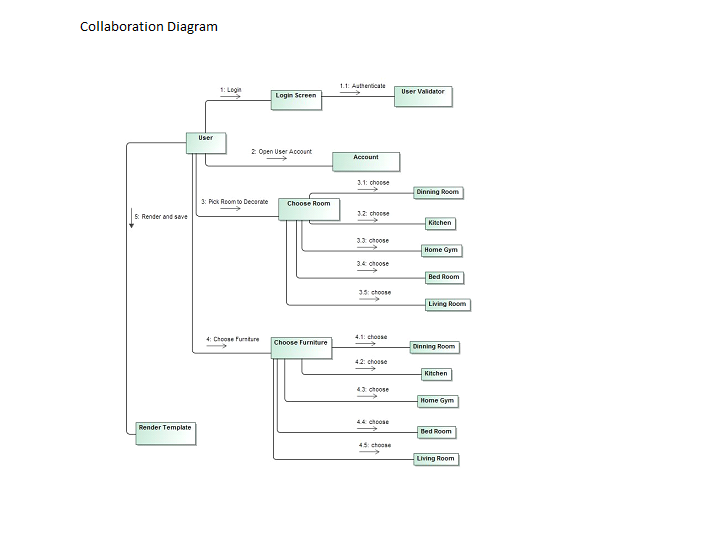 Collaboration Diagram
1: Login
1.1: Authenticate
Login Screen
User Validator
User
2: Open User Account
Account
3: Pick Room to Decorate
Choose Room
3.1: choose
Dinning Room
3.2: choose
Kitchen
3.3: choose
Home Gym
3.4: choose
Bed Room
3.5: choose
Living Room
5: Render and save
4: Choose Furniture
Choose Furniture
4.1: choose
Dinning Room
4.2: choose
Kitchen
4.3: choose
Home Gym
4.4: choose
Bed Room
4.5: choose
Living Room
Render Template